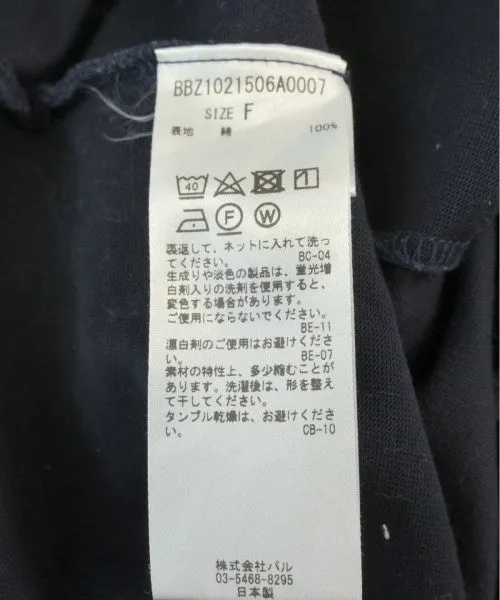 BBZ1021506A0007
SIZE F
表地 綿 100%
40 F W
裏返して、ネットに入れて洗っ
てください。 BC-04
生成りや淡色の製品は、蛍光増
白剤入りの洗剤を使用すると、
変色する場合があります。
ご使用にならないでください。
BE-11
漂白剤のご使用はお避けくださ
い。 BE-07
素材の特性上、多少縮むことが
あります。洗濯後は、形を整え
て干してください。
タンブル乾燥は、お避けくださ
い。 CB-10
株式会社パル
03-5468-8295
日本製